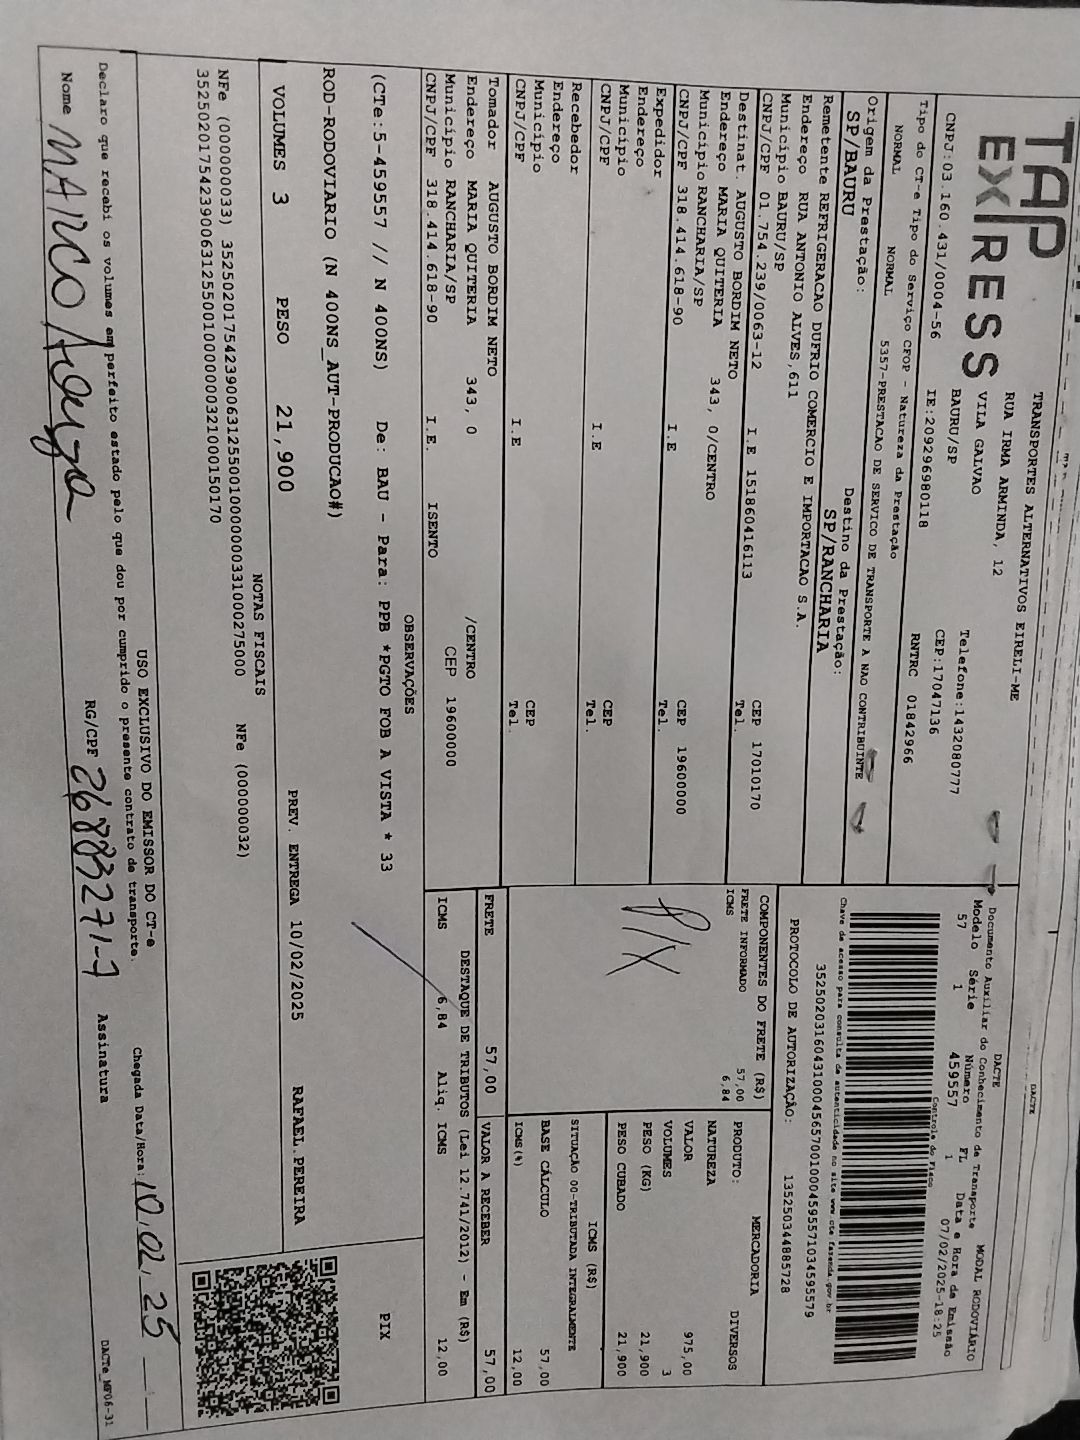 TAP
EXPRESS
TRANSPORTES ALTERNATIVOS EIRELI-ME
RUA IRMA ARMINDA, 12
VILA GALVAO
BAURU/SP
Telefone:1432080777
CEP:17047136
CNPJ:03.160.431/0004-56
IE:209296980118
RNTRC 01842966
Tipo do CT-e Tipo do Serviço CFOP - Natureza da Prestação
NORMAL NORMAL 5357-PRESTACAO DE SERVICO DE TRANSPORTE A NAO CONTRIBUINTE
Origem da Prestação: Destino da Prestação:
SP/BAURU SP/RANCHARIA
Remetente REFRIGERACAO DUFRIO COMERCIO E IMPORTACAO S.A.
Endereço RUA ANTONIO ALVES,611
Município BAURU/SP CEP 17010170
CNPJ/CPF 01.754.239/0063-12 I.E 151860416113 Tel.
Destinat. AUGUSTO BORDIM NETO
Endereço MARIA QUITERIA 343, 0/CENTRO
Município RANCHARIA/SP CEP 19600000
CNPJ/CPF 318.414.618-90 I.E Tel.
Expedidor
Endereço
Município CEP
CNPJ/CPF I.E Tel.
Recebedor
Endereço
Município CEP
CNPJ/CPF I.E Tel.
Tomador AUGUSTO BORDIM NETO
Endereço MARIA QUITERIA 343, 0 /CENTRO
Município RANCHARIA/SP CEP 19600000
CNPJ/CPF 318.414.618-90 I.E. ISENTO
DACTE
DACTE
Documento Auxiliar do Conhecimento de Transporte MODAL RODOVIÁRIO
Modelo Série Número FL Data e Hora de Emissão
57 1 459557 1 07/02/2025-18:25
Controle do Fisco
Chave de acesso para consulta de autenticidade no site www.cte.fazenda.gov.br
35250203160431000456570010004595571034595579
PROTOCOLO DE AUTORIZAÇÃO: 135250344885728
COMPONENTES DO FRETE (R$)
FRETE INFORMADO 57,00
ICMS 6,84
PIX
PRODUTO: MERCADORIA
NATUREZA DIVERSOS
VALOR 975,00
VOLUMES 3
PESO (KG) 21,900
PESO CUBADO 21,900
ICMS (R$)
SITUAÇÃO 00-TRIBUTADA INTEGRALMENTE
BASE CÁLCULO 57,00
ICMS(%) 12,00
FRETE 57,00 VALOR A RECEBER 57,00
DESTAQUE DE TRIBUTOS (Lei 12.741/2012) - Em (R$)
ICMS 6,84 Aliq. ICMS 12,00
OBSERVAÇÕES
(CTe:5-459557 // N 400NS) De: BAU - Para: PPB *PGTO FOB A VISTA * 33
PIX
ROD-RODOVIARIO (N 400NS_AUT-PRODUCAO#)
VOLUMES 3 PESO 21,900 PREV. ENTREGA 10/02/2025 RAFAEL.PEREIRA
NOTAS FISCAIS
NFe (000000033) 35250201754239006312550010000000331000275000 NFe (000000032)
35250201754239006312550010000000321000150170
USO EXCLUSIVO DO EMISSOR DO CT-e
Declaro que recebi os volumes em perfeito estado pelo que dou por cumprido o presente contrato de transporte. Chegada Data/Hora: 10.02.25
Nome MARCO RG/CPF 26883271-7 Assinatura
DACTe_MP06-31